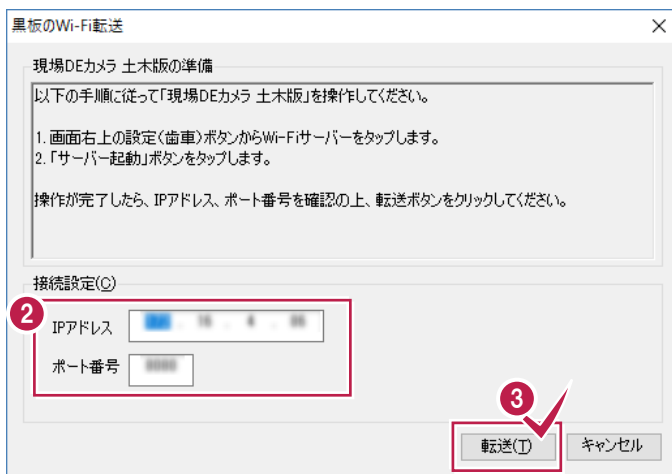 黒板のWi-Fi転送
現場DEカメラ 土木版の準備
以下の手順に従って「現場DEカメラ 土木版」を操作してください。
1. 画面右上の設定(歯車)ボタンからWi-Fiサーバーをタップします。
2.「サーバー起動」ボタンをタップします。
操作が完了したら、IPアドレス、ポート番号を確認の上、転送ボタンをクリックしてください。
接続設定(C)
2
IPアドレス
ポート番号
3
転送(T)
キャンセル